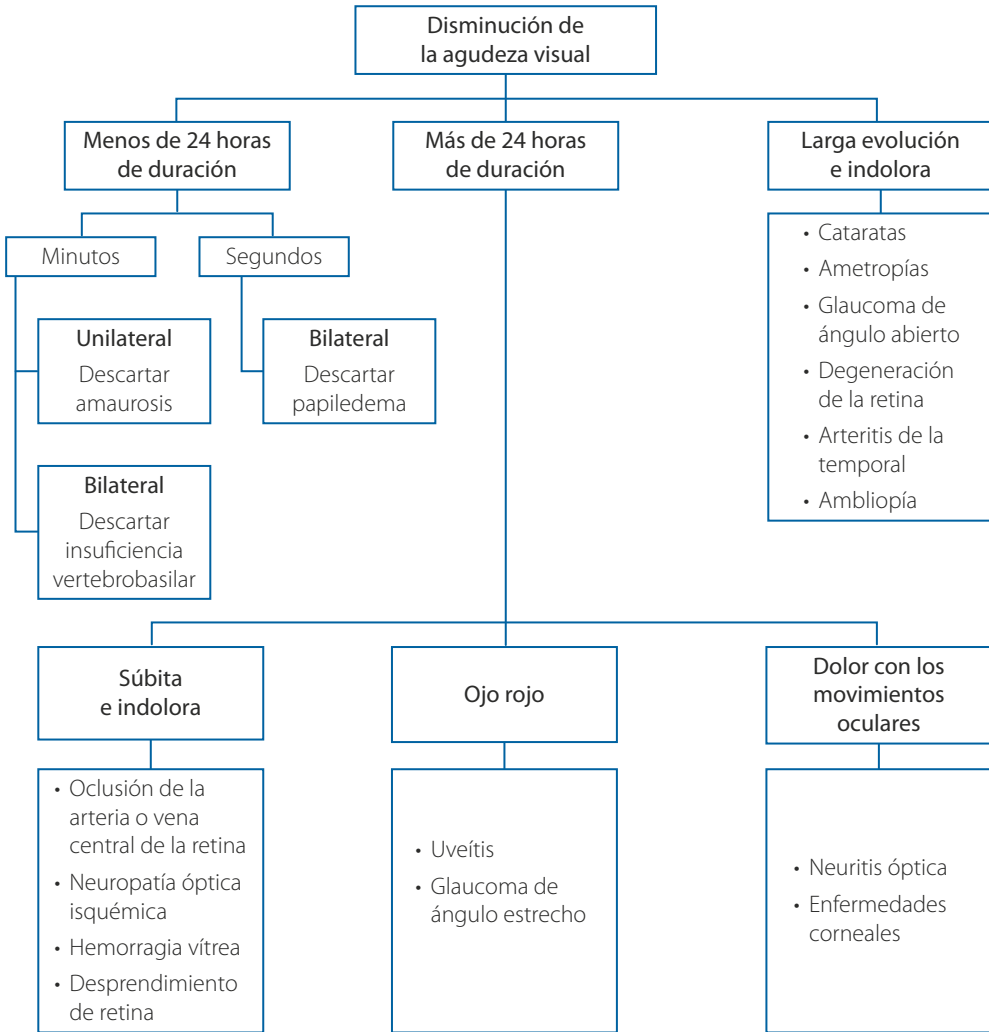 Disminución de
la agudeza visual
Menos de 24 horas
de duración
Más de 24 horas
de duración
Larga evolución
e indolora
Minutos
Segundos
Unilateral
Descartar
amaurosis
Bilateral
Descartar
papiledema
Bilateral
Descartar
insuficiencia
vertebrobasilar
• Cataratas
• Ametropías
• Glaucoma de
ángulo abierto
• Degeneración
de la retina
• Arteritis de la
temporal
• Ambliopía
Súbita
e indolora
Ojo rojo
Dolor con los
movimientos
oculares
• Oclusión de la
arteria o vena
central de la retina
• Neuropatía óptica
isquémica
• Hemorragia vítrea
• Desprendimiento
de retina
• Uveítis
• Glaucoma de
ángulo estrecho
• Neuritis óptica
• Enfermedades
corneales